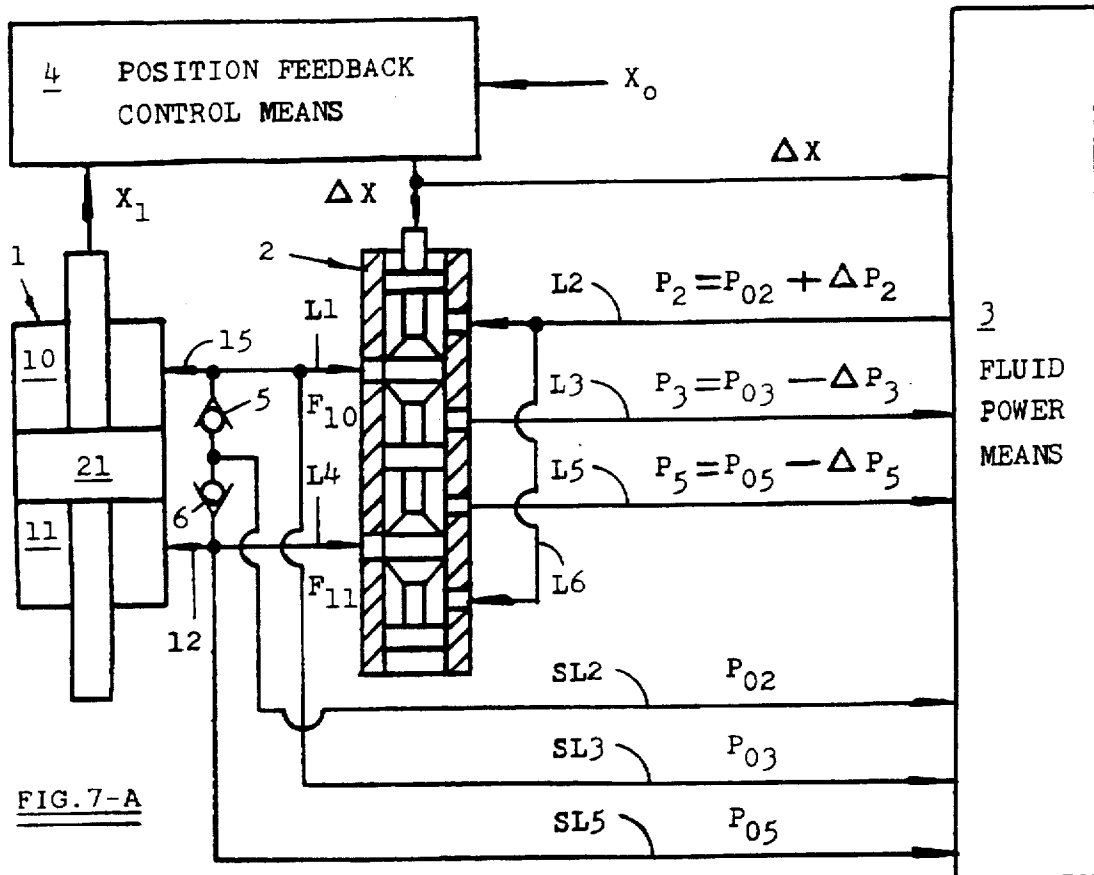 4 POSITION FEEDBACK
CONTROL MEANS
X₀
ΔX
X₁
ΔX
1
2
L2
P₂=P₀₂ + ΔP₂
3
FLUID
POWER
MEANS
10
15
L1
5
F₁₀
L3
P₃=P₀₃ — ΔP₃
21
L4
L5
P₅=P₀₅ — ΔP₅
6
11
F₁₁
L6
12
SL2
P₀₂
SL3
P₀₃
SL5
P₀₅
FIG.7-A